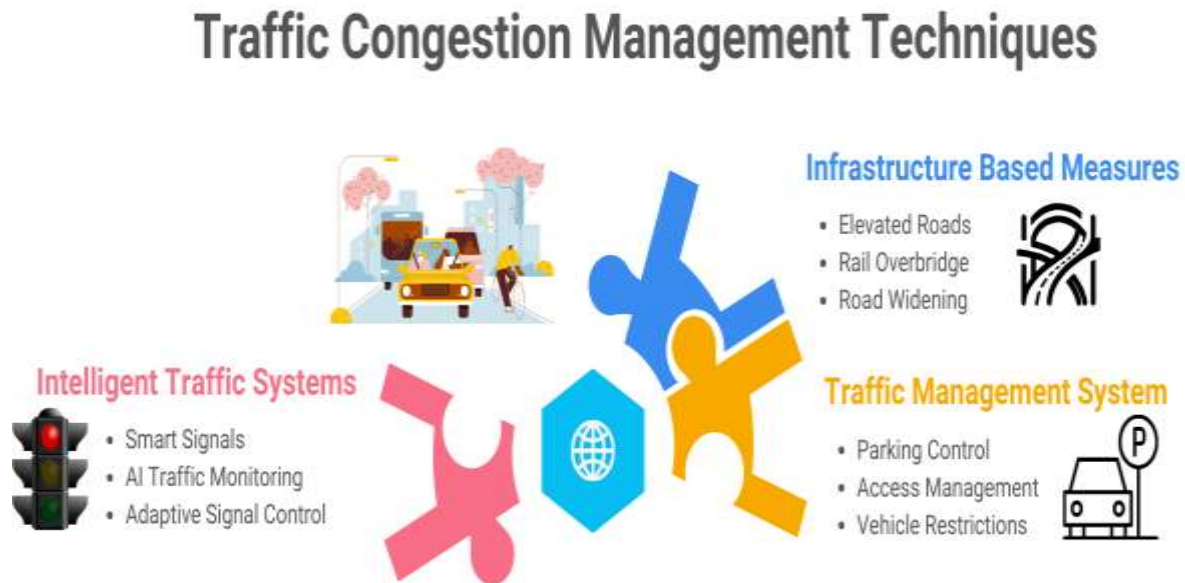 Traffic Congestion Management Techniques
Infrastructure Based Measures
• Elevated Roads
• Rail Overbridge
• Road Widening
Intelligent Traffic Systems
• Smart Signals
• AI Traffic Monitoring
• Adaptive Signal Control
Traffic Management System
• Parking Control
• Access Management
• Vehicle Restrictions
P